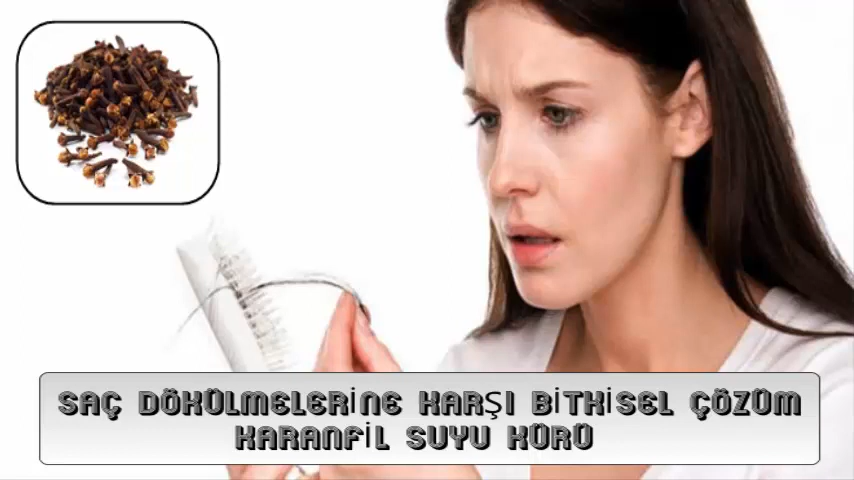 SAÇ DÖKÜLMELERİNE KARŞI BİTKİSEL ÇÖZÜM
KARANFİL SUYU KÜRÜ